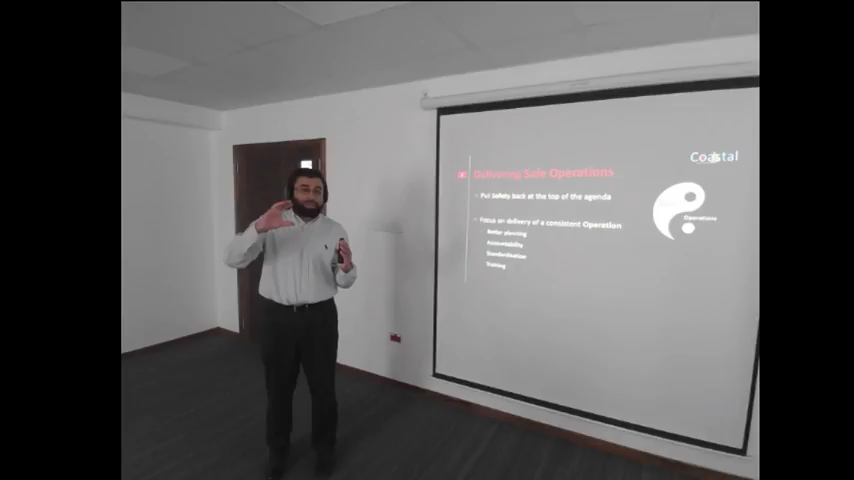 Coastal
Delivering Safe Operations
Put Safety back at the top of the agenda
Focus on delivery of a consistent Operation
Better planning
Accountability
Standardisation
Training
Operations